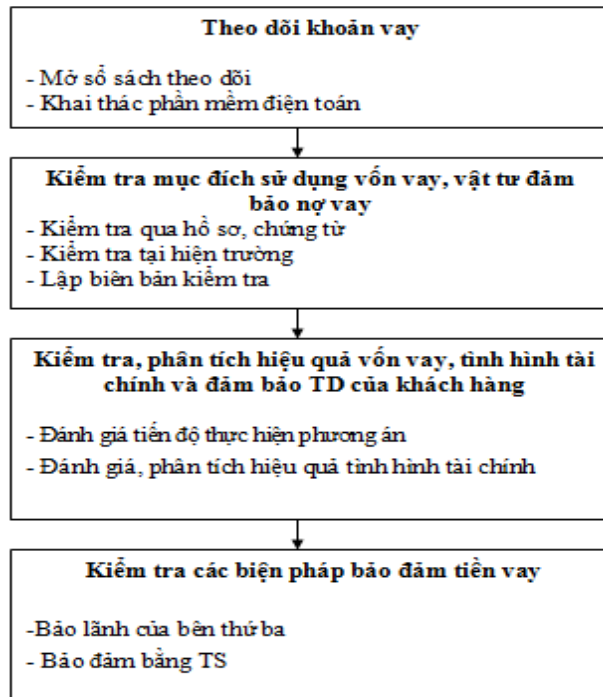 Theo dõi khoản vay
- Mở sổ sách theo dõi
- Khai thác phần mềm điện toán
Kiểm tra mục đích sử dụng vốn vay, vật tư đảm
bảo nợ vay
- Kiểm tra qua hồ sơ, chứng từ
- Kiểm tra tại hiện trường
- Lập biên bản kiểm tra
Kiểm tra, phân tích hiệu quả vốn vay, tình hình tài
chính và đảm bảo TD của khách hàng
- Đánh giá tiến độ thực hiện phương án
- Đánh giá, phân tích hiệu quả tình hình tài chính
Kiểm tra các biện pháp bảo đảm tiền vay
-Bảo lãnh của bên thứ ba
- Bảo đảm bằng TS